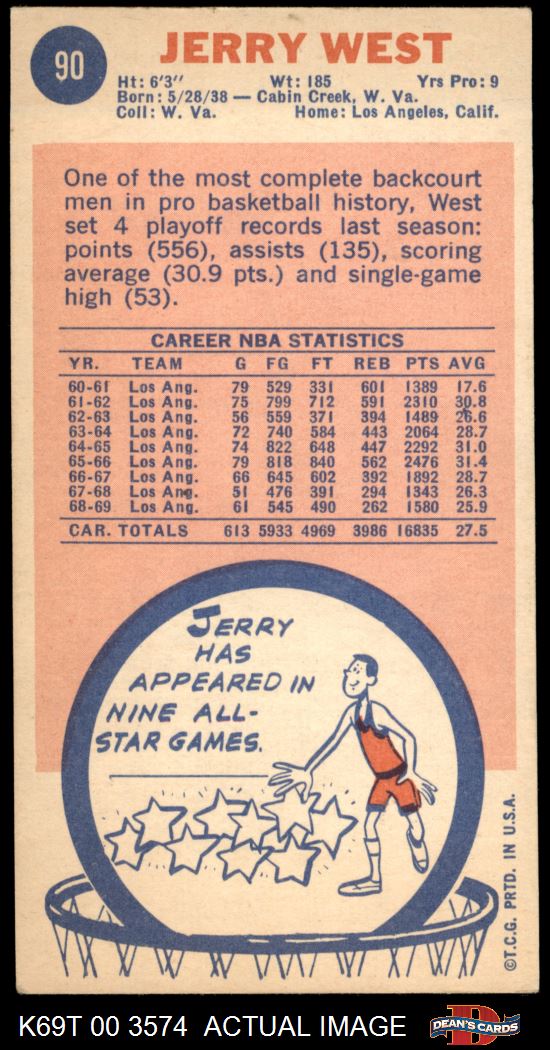 90
JERRY WEST
Ht: 6'3" Wt: 185 Yrs Pro: 9
Born: 5/28/38 — Cabin Creek, W. Va.
Coll: W. Va. Home: Los Angeles, Calif.
One of the most complete backcourt
men in pro basketball history, West
set 4 playoff records last season:
points (556), assists (135), scoring
average (30.9 pts.) and single-game
high (53).
CAREER NBA STATISTICS
YR. TEAM G FG FT REB PTS AVG
60-61 Los Ang. 79 529 331 601 1389 17.6
61-62 Los Ang. 75 799 712 591 2310 30.8
62-63 Los Ang. 56 559 371 394 1489 26.6
63-64 Los Ang. 72 740 584 443 2064 28.7
64-65 Los Ang. 74 822 648 447 2292 31.0
65-66 Los Ang. 79 818 840 562 2476 31.4
66-67 Los Ang. 66 645 602 392 1892 28.7
67-68 Los Ang. 51 476 391 294 1343 26.3
68-69 Los Ang. 61 545 490 262 1580 25.9
CAR. TOTALS 613 5933 4969 3986 16835 27.5
JERRY
HAS
APPEARED IN
NINE ALL-
STAR GAMES.
©T.C.G. PRTD. IN U.S.A.
K69T 00 3574 ACTUAL IMAGE
D
DEAN'S CARDS